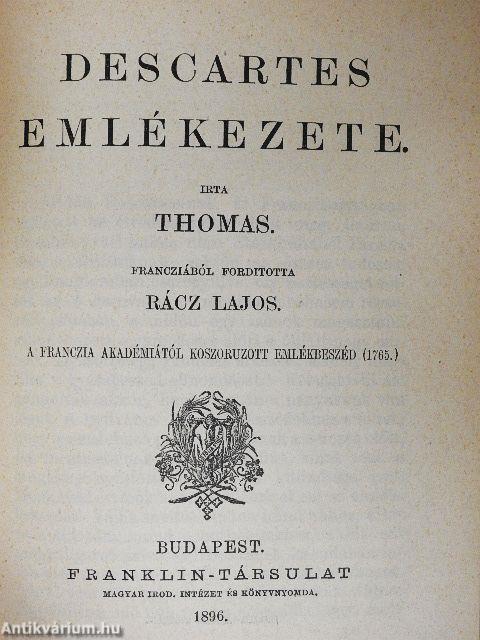 DESCARTES
EMLÉKEZETE.
IRTA
THOMAS.
FRANCZIÁBÓL FORDITOTTA
RÁCZ LAJOS.
A FRANCZIA AKADÉMIÁTÓL KOSZORUZOTT EMLÉKBESZÉD (1765.)
BUDAPEST.
FRANKLIN-TÁRSULAT
MAGYAR IROD. INTÉZET ÉS KÖNYVNYOMDA.
1896.
Antikvárium.hu